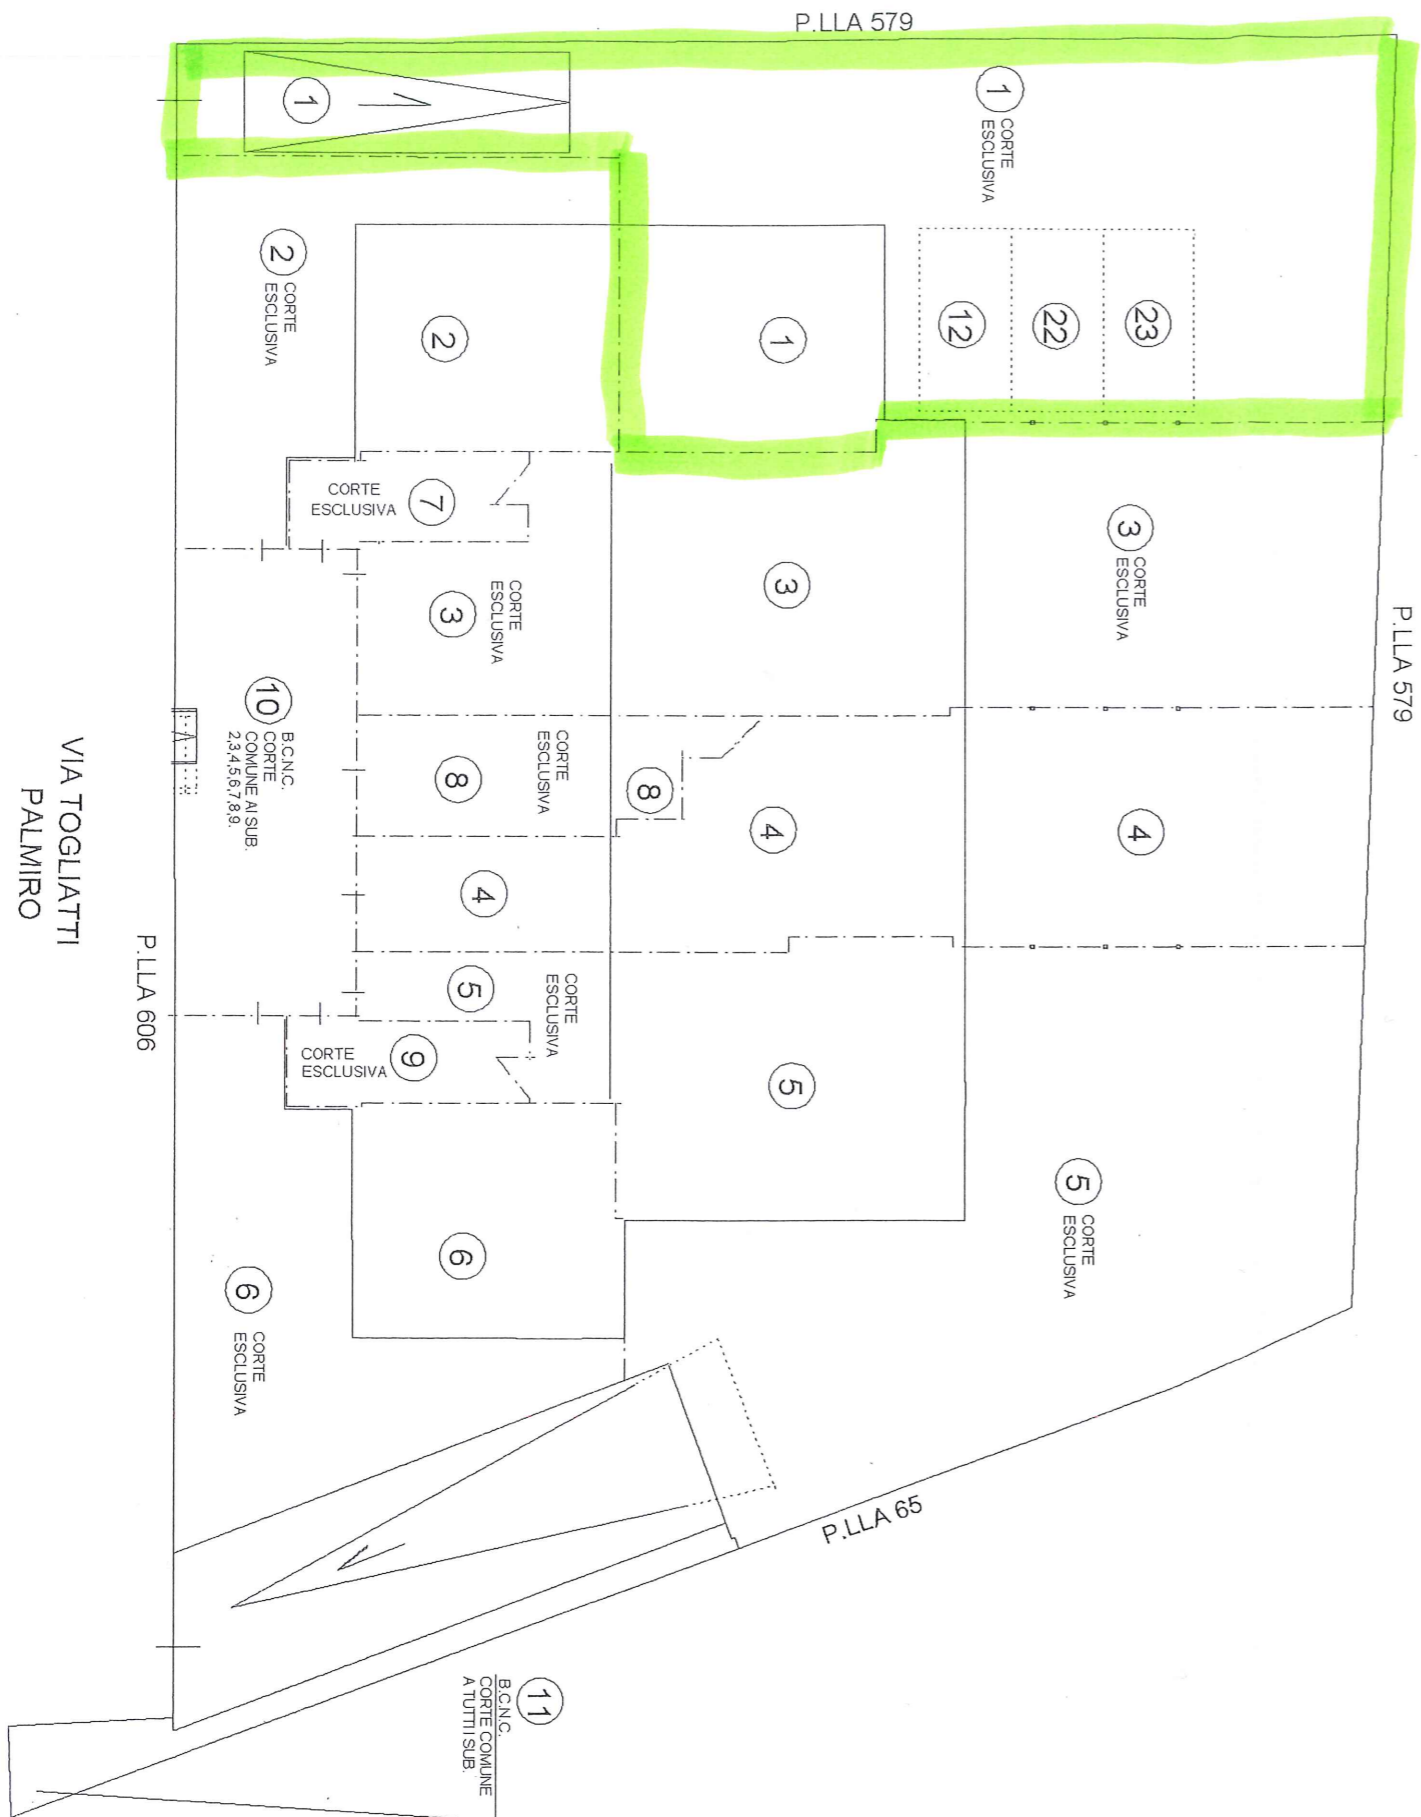 P.LLA 579
1
1
CORTE
ESCLUSIVA
2
CORTE
ESCLUSIVA
2
1
12
22
23
CORTE
ESCLUSIVA
7
3
CORTE
ESCLUSIVA
3
3
CORTE
ESCLUSIVA
P.LLA 579
10
B.C.N.C.
CORTE
COMUNE AI SUB.
2,3,4,5,6,7,8,9.
8
CORTE
ESCLUSIVA
8
4
4
4
VIA TOGLIATTI
PALMIRO
P.LLA 606
5
CORTE
ESCLUSIVA
CORTE
ESCLUSIVA
9
5
5
CORTE
ESCLUSIVA
6
6
CORTE
ESCLUSIVA
P.LLA 65
11
B.C.N.C.
CORTE COMUNE
A TUTTI I SUB.